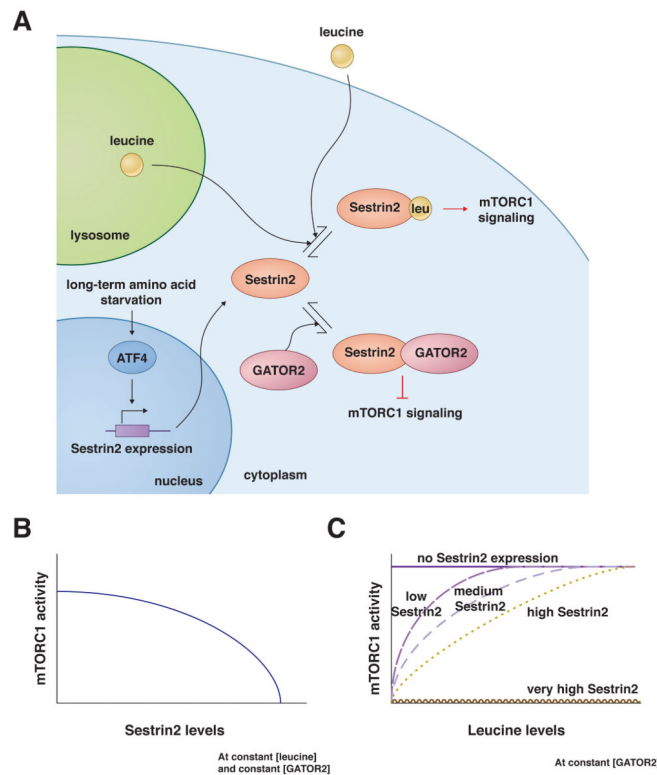 A
leucine
leucine
lysosome
Sestrin2
leu
mTORC1
signaling
Sestrin2
long-term amino acid
starvation
ATF4
Sestrin2 expression
nucleus
cytoplasm
GATOR2
Sestrin2
GATOR2
mTORC1 signaling
B
mTORC1 activity
Sestrin2 levels
At constant [leucine]
and constant [GATOR2]
C
mTORC1 activity
no Sestrin2 expression
low
Sestrin2
medium
Sestrin2
high Sestrin2
very high Sestrin2
Leucine levels
At constant [GATOR2